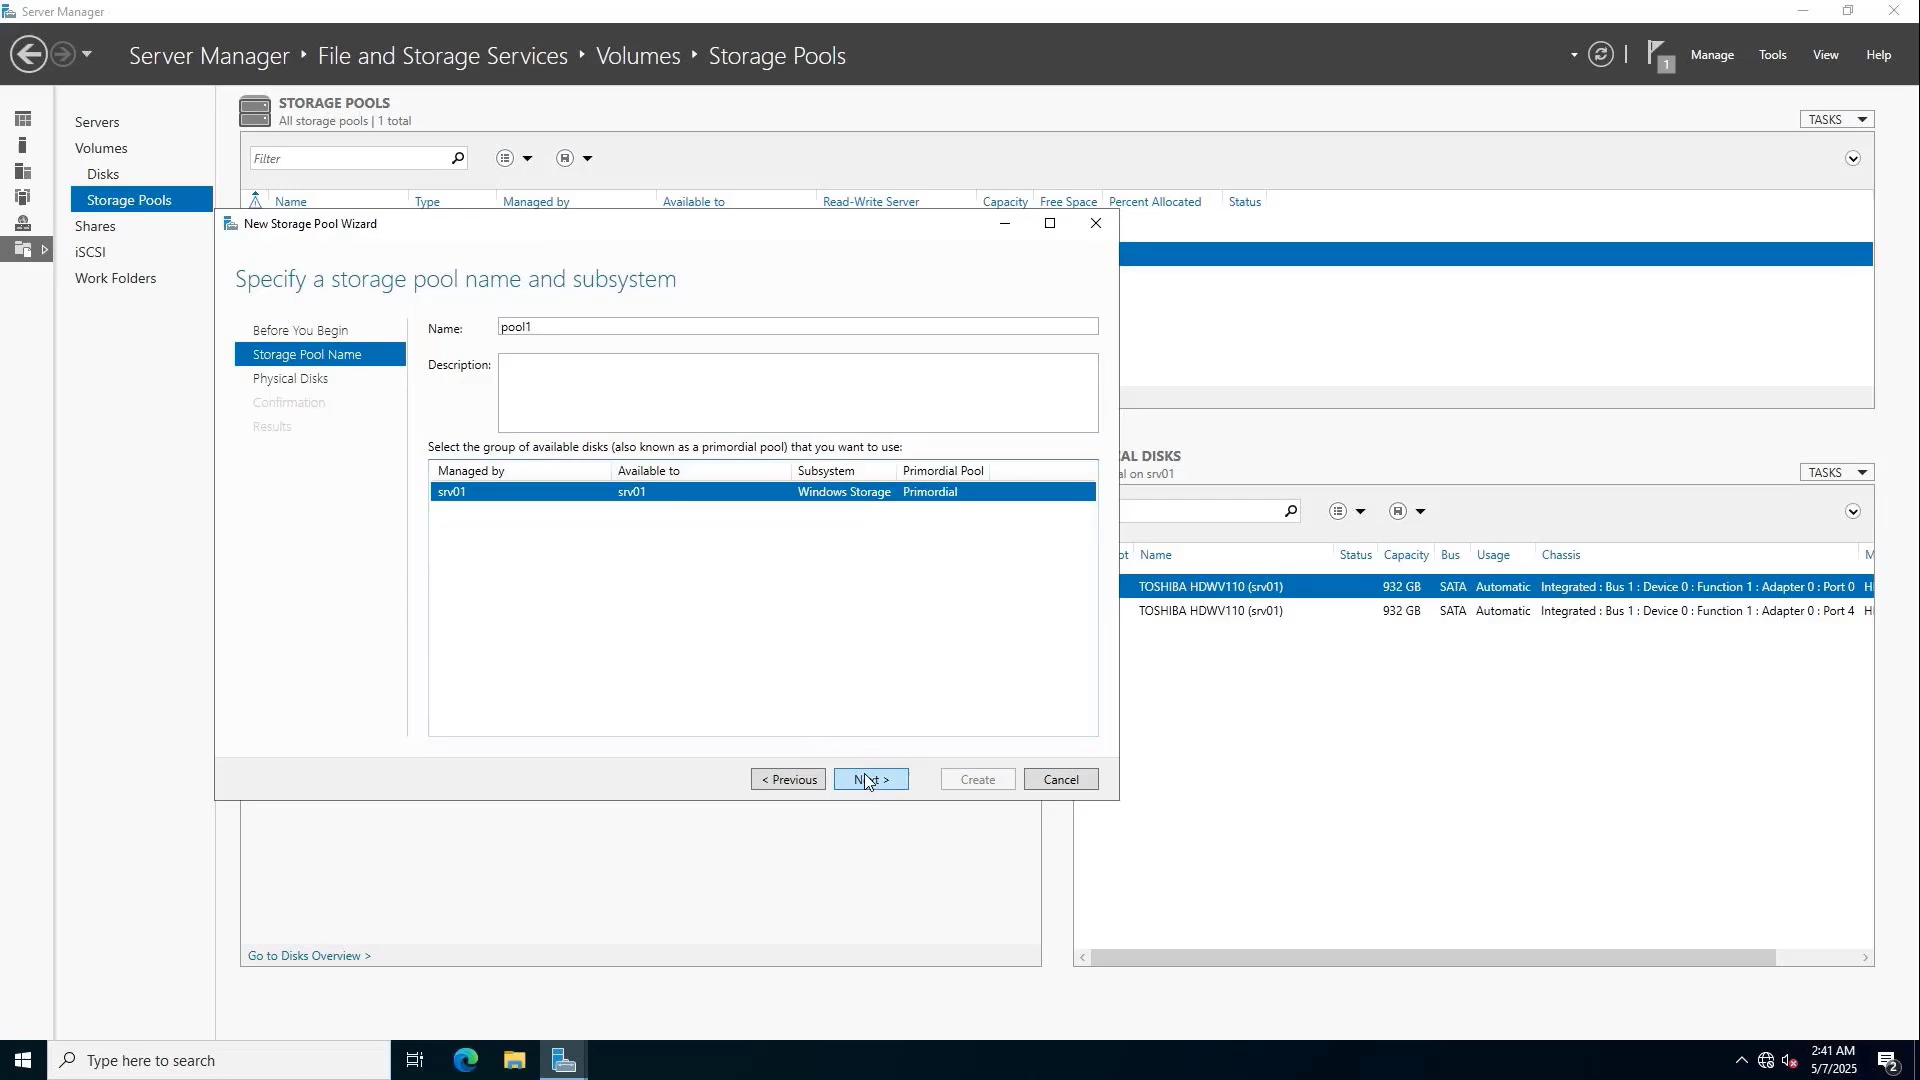 Server Manager
Server Manager ‣ File and Storage Services ‣ Volumes ‣ Storage Pools
1
Manage Tools View Help
Servers
Volumes
Disks
Storage Pools
Shares
iSCSI
Work Folders
STORAGE POOLS
All storage pools | 1 total
TASKS
Filter
Name Type Managed by Available to Read-Write Server Capacity Free Space Percent Allocated Status
New Storage Pool Wizard
Specify a storage pool name and subsystem
Before You Begin
Storage Pool Name
Physical Disks
Confirmation
Results
Name: pool1
Description:
Select the group of available disks (also known as a primordial pool) that you want to use:
Managed by Available to Subsystem Primordial Pool
srv01 srv01 Windows Storage Primordial
< Previous Next > Create Cancel
AL DISKS
al on srv01
TASKS
ot Name Status Capacity Bus Usage Chassis M
TOSHIBA HDWV110 (srv01) 932 GB SATA Automatic Integrated : Bus 1 : Device 0 : Function 1 : Adapter 0 : Port 0 H
TOSHIBA HDWV110 (srv01) 932 GB SATA Automatic Integrated : Bus 1 : Device 0 : Function 1 : Adapter 0 : Port 4 H
Go to Disks Overview >
Type here to search
2:41 AM
5/7/2025
2